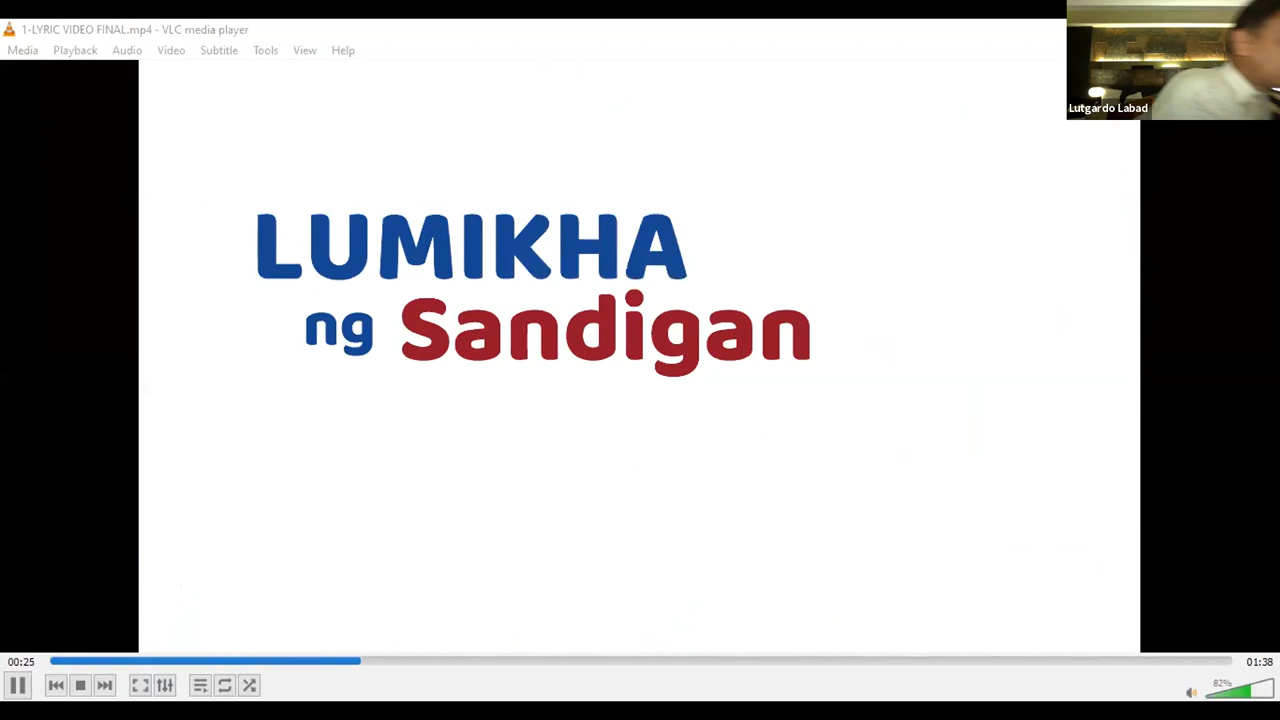 1-LYRIC VIDEO FINAL.mp4 - VLC media player
Media Playback Audio Video Subtitle Tools View Help
Lutgardo Labad
LUMIKHA
ng Sandigan
00:25
01:38
82%